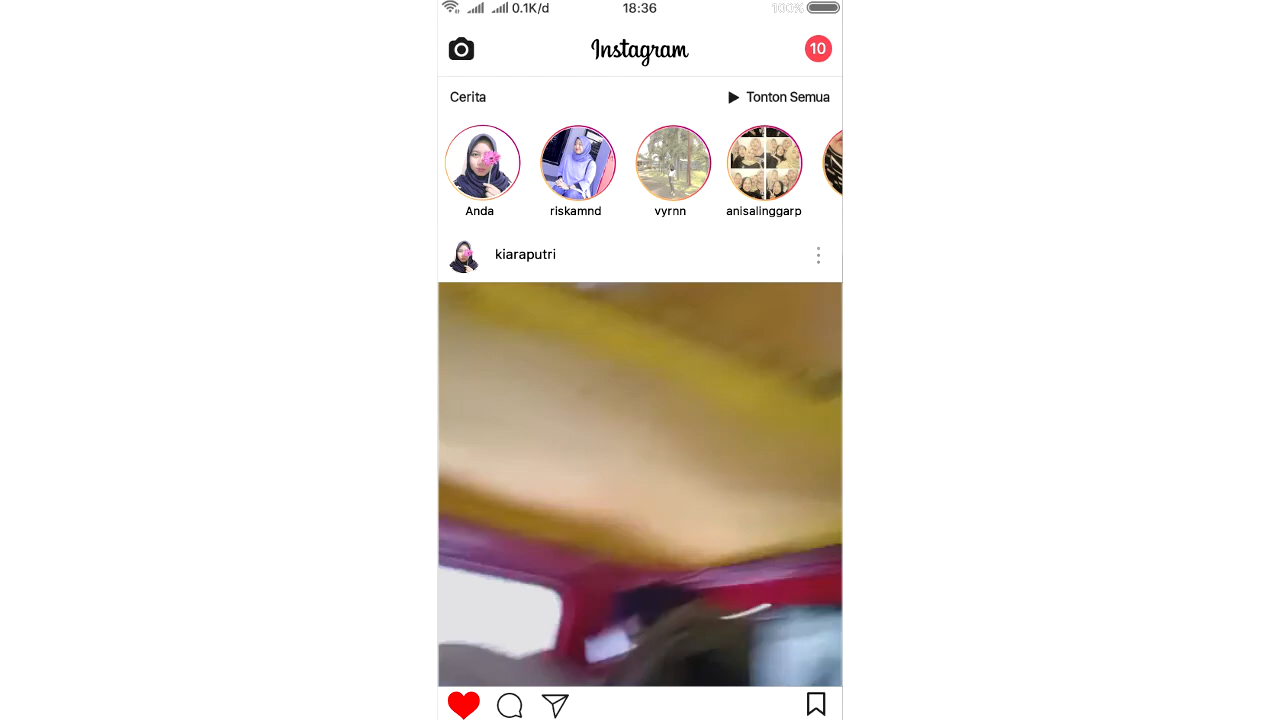 0.1K/d 18:36 100%
Instagram 10
Cerita Tonton Semua
Anda riskamnd vyrnn anisalinggarp
kiaraputri